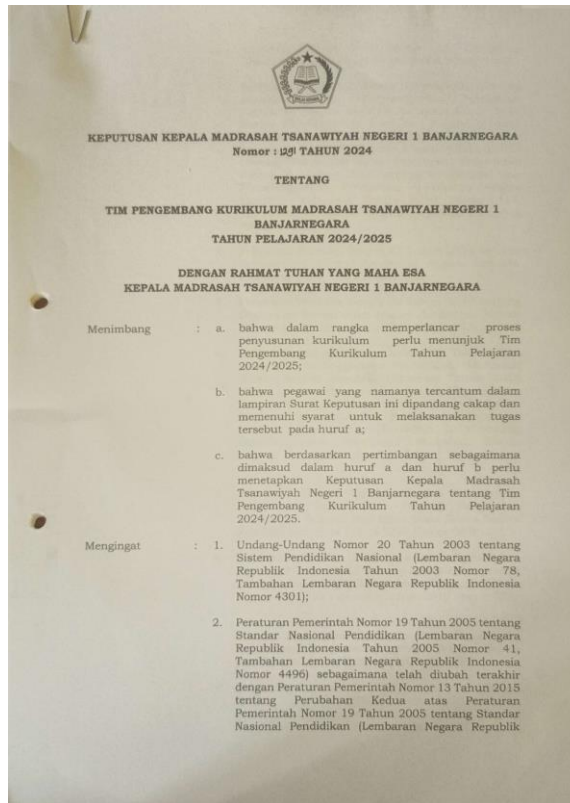 KEPUTUSAN KEPALA MADRASAH TSANAWIYAH NEGERI 1 BANJARNEGARA
Nomor : TAHUN 2024
TENTANG
TIM PENGEMBANG KURIKULUM MADRASAH TSANAWIYAH NEGERI 1
BANJARNEGARA
TAHUN PELAJARAN 2024/2025
DENGAN RAHMAT TUHAN YANG MAHA ESA
KEPALA MADRASAH TSANAWIYAH NEGERI 1 BANJARNEGARA
Menimbang : a. bahwa dalam rangka memperlancar proses
penyusunan kurikulum perlu menunjuk Tim
Pengembang Kurikulum Tahun Pelajaran
2024/2025;
b. bahwa pegawai yang namanya tercantum dalam
lampiran Surat Keputusan ini dipandang cakap dan
memenuhi syarat untuk melaksanakan tugas
tersebut pada huruf a;
c. bahwa berdasarkan pertimbangan sebagaimana
dimaksud dalam huruf a dan huruf b perlu
menetapkan Keputusan Kepala Madrasah
Tsanawiyah Negeri 1 Banjarnegara tentang Tim
Pengembang Kurikulum Tahun Pelajaran
2024/2025.
Mengingat : 1. Undang-Undang Nomor 20 Tahun 2003 tentang
Sistem Pendidikan Nasional (Lembaran Negara
Republik Indonesia Tahun 2003 Nomor 78,
Tambahan Lembaran Negara Republik Indonesia
Nomor 4301);
2. Peraturan Pemerintah Nomor 19 Tahun 2005 tentang
Standar Nasional Pendidikan (Lembaran Negara
Republik Indonesia Tahun 2005 Nomor 41,
Tambahan Lembaran Negara Republik Indonesia
Nomor 4496) sebagaimana telah diubah terakhir
dengan Peraturan Pemerintah Nomor 13 Tahun 2015
tentang Perubahan Kedua atas Peraturan
Pemerintah Nomor 19 Tahun 2005 tentang Standar
Nasional Pendidikan (Lembaran Negara Republik